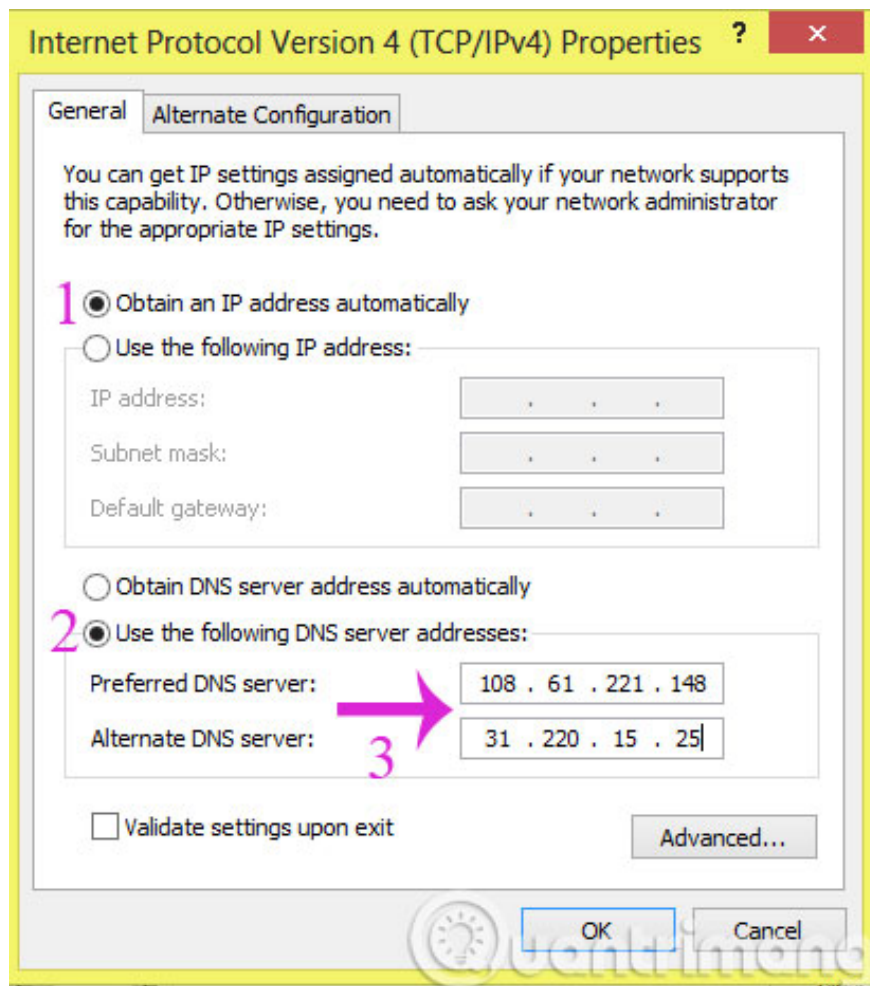 Internet Protocol Version 4 (TCP/IPv4) Properties ? ×
General Alternate Configuration
You can get IP settings assigned automatically if your network supports
this capability. Otherwise, you need to ask your network administrator
for the appropriate IP settings.
1 Obtain an IP address automatically
Use the following IP address:
IP address: . . .
Subnet mask: . . .
Default gateway: . . .
Obtain DNS server address automatically
2 Use the following DNS server addresses:
Preferred DNS server: 108 . 61 . 221 . 148
3
Alternate DNS server: 31 . 220 . 15 . 25
Validate settings upon exit
Advanced...
OK Cancel
Quantrimang